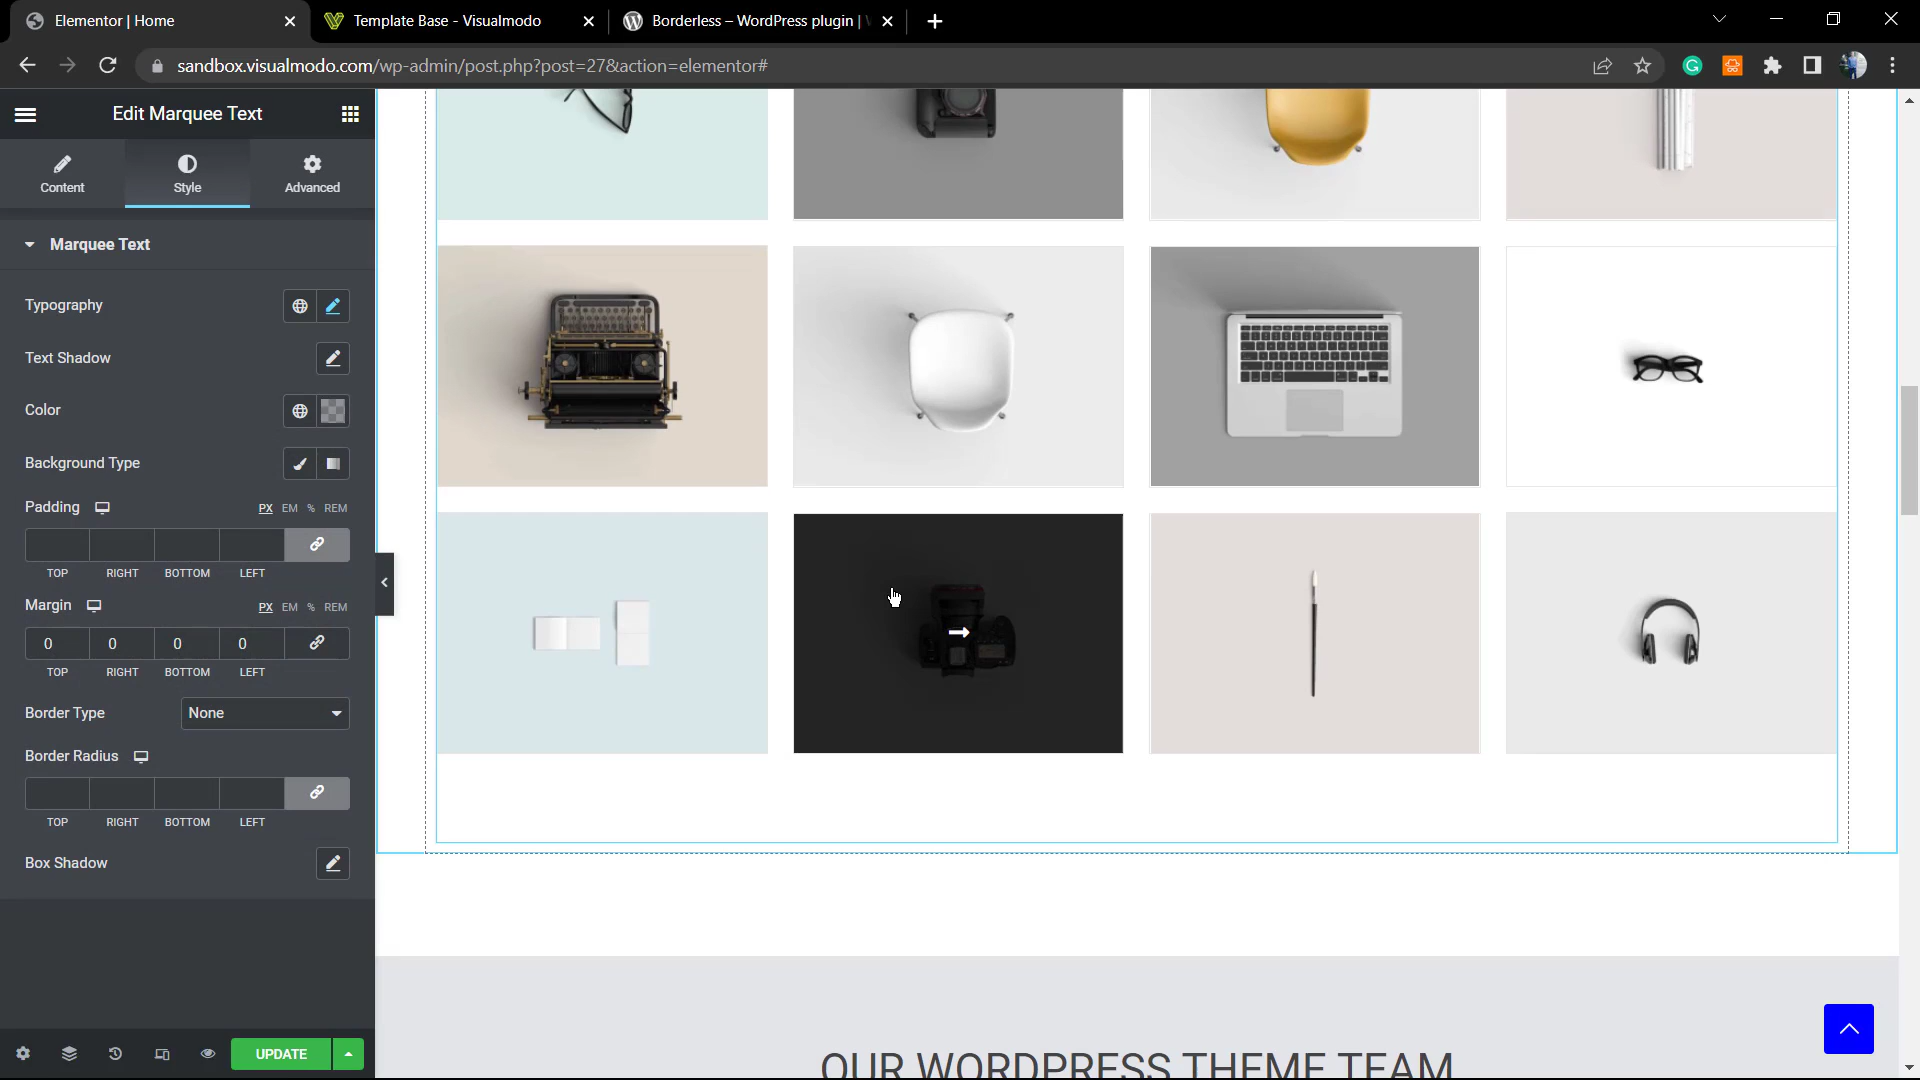 Elementor | Home
Template Base - Visualmodo
Borderless – WordPress plugin |
sandbox.visualmodo.com/wp-admin/post.php?post=27&action=elementor#
Edit Marquee Text
Content
Style
Advanced
Marquee Text
Typography
Text Shadow
Color
Background Type
Padding
PX EM % REM
TOP RIGHT BOTTOM LEFT
Margin
PX EM % REM
0 0 0 0
TOP RIGHT BOTTOM LEFT
Border Type
None
Border Radius
TOP RIGHT BOTTOM LEFT
Box Shadow
UPDATE
OUR WORDPRESS THEME TEAM